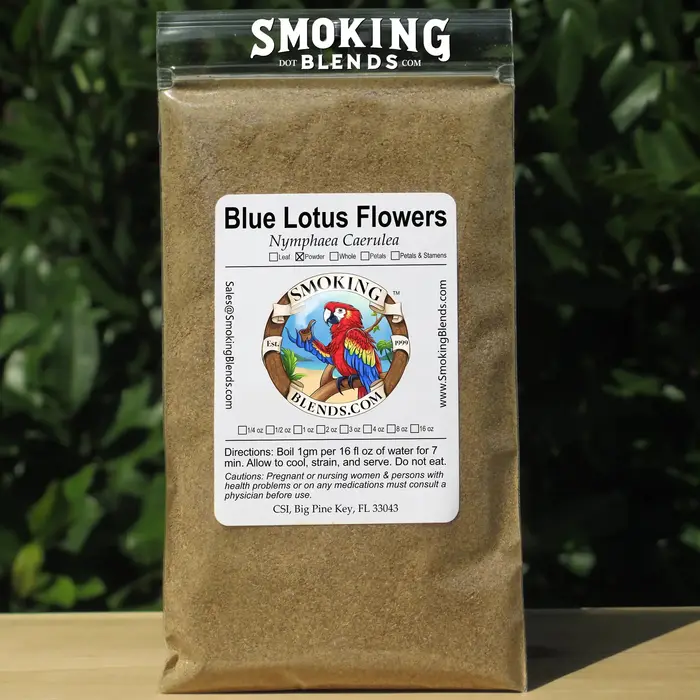 SMOKING
DOT BLENDS COM
Blue Lotus Flowers
Nymphaea Caerulea
Leaf Powder Whole Petals Petals & Stamens
Sales@SmokingBlends.com
SMOKING
TM
Est. 1999
BLENDS.COM
www.SmokingBlends.com
1/4 oz 1/2 oz 1 oz 2 oz 3 oz 4 oz 8 oz 16 oz
Directions: Boil 1gm per 16 fl oz of water for 7
min. Allow to cool, strain, and serve. Do not eat.
Cautions: Pregnant or nursing women & persons with
health problems or on any medications must consult a
physician before use.
CSI, Big Pine Key, FL 33043